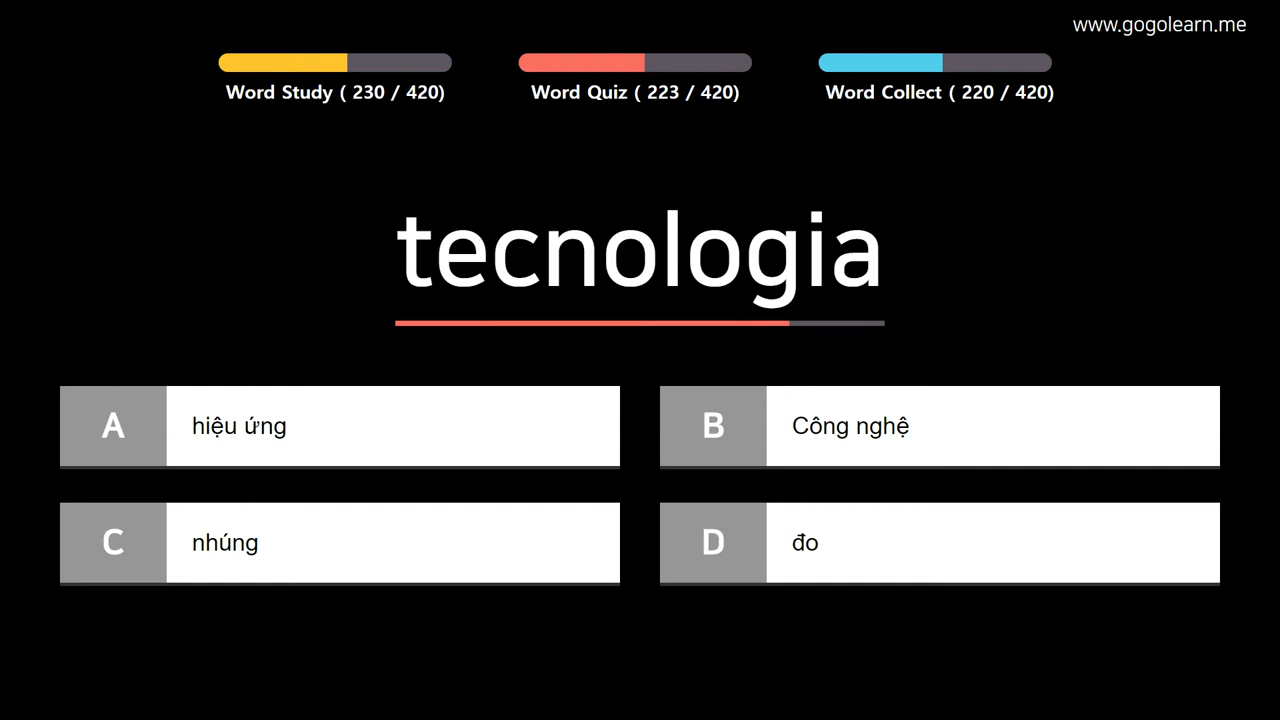 www.gogolearn.me
Word Study ( 230 / 420)
Word Quiz ( 223 / 420)
Word Collect ( 220 / 420)
tecnologia
A hiệu ứng
B Công nghệ
C nhúng
D đo